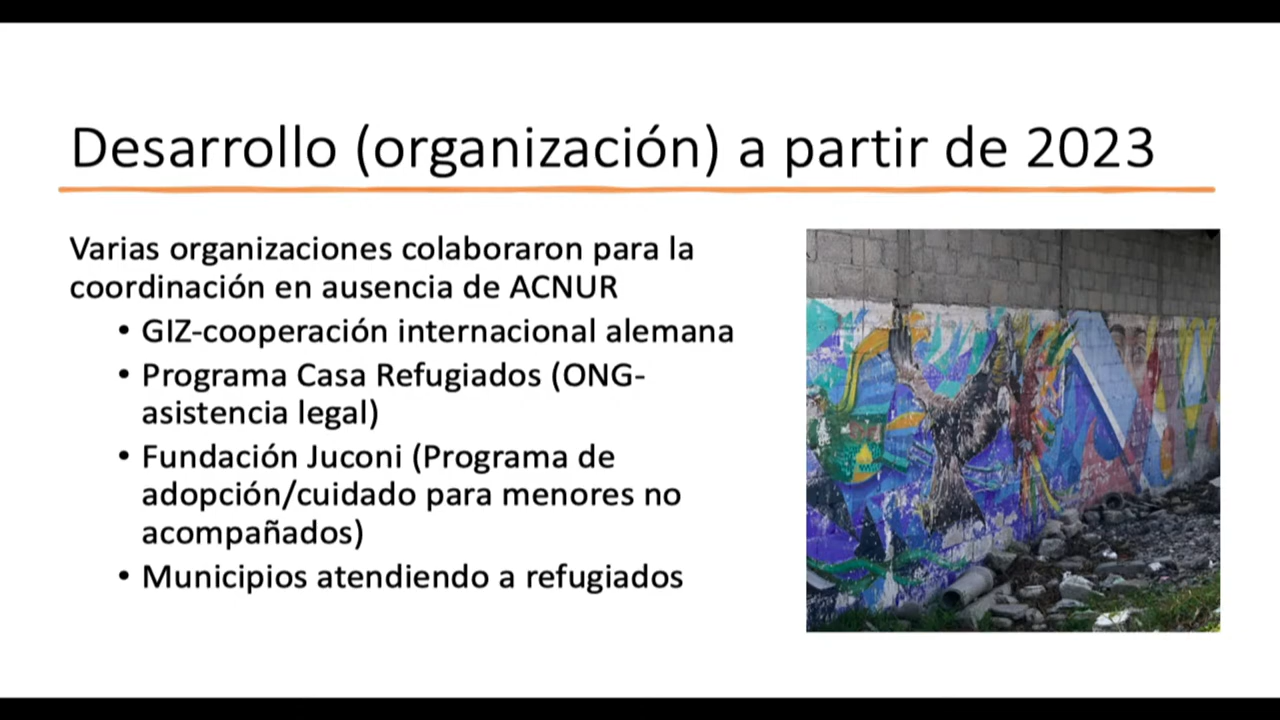 Desarrollo (organización) a partir de 2023
Varias organizaciones colaboraron para la
coordinación en ausencia de ACNUR
• GIZ-cooperación internacional alemana
• Programa Casa Refugiados (ONG-
asistencia legal)
• Fundación Juconi (Programa de
adopción/cuidado para menores no
acompañados)
• Municipios atendiendo a refugiados